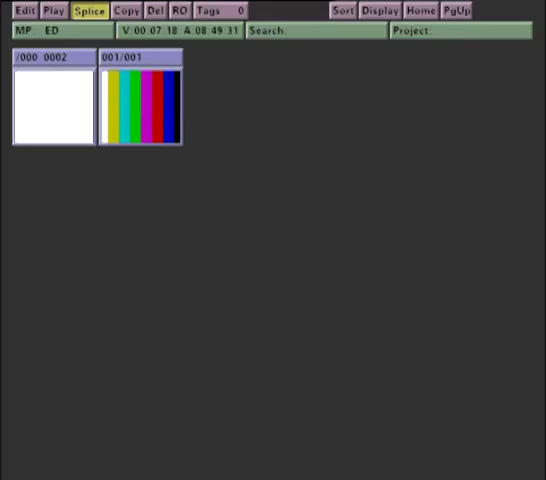 Edit Play Splice Copy Del RO Tags 0 Sort Display Home PgUp
MP: ED V:00:07:18 A:08:49:31 Search: Project:
/000 0002 001/001